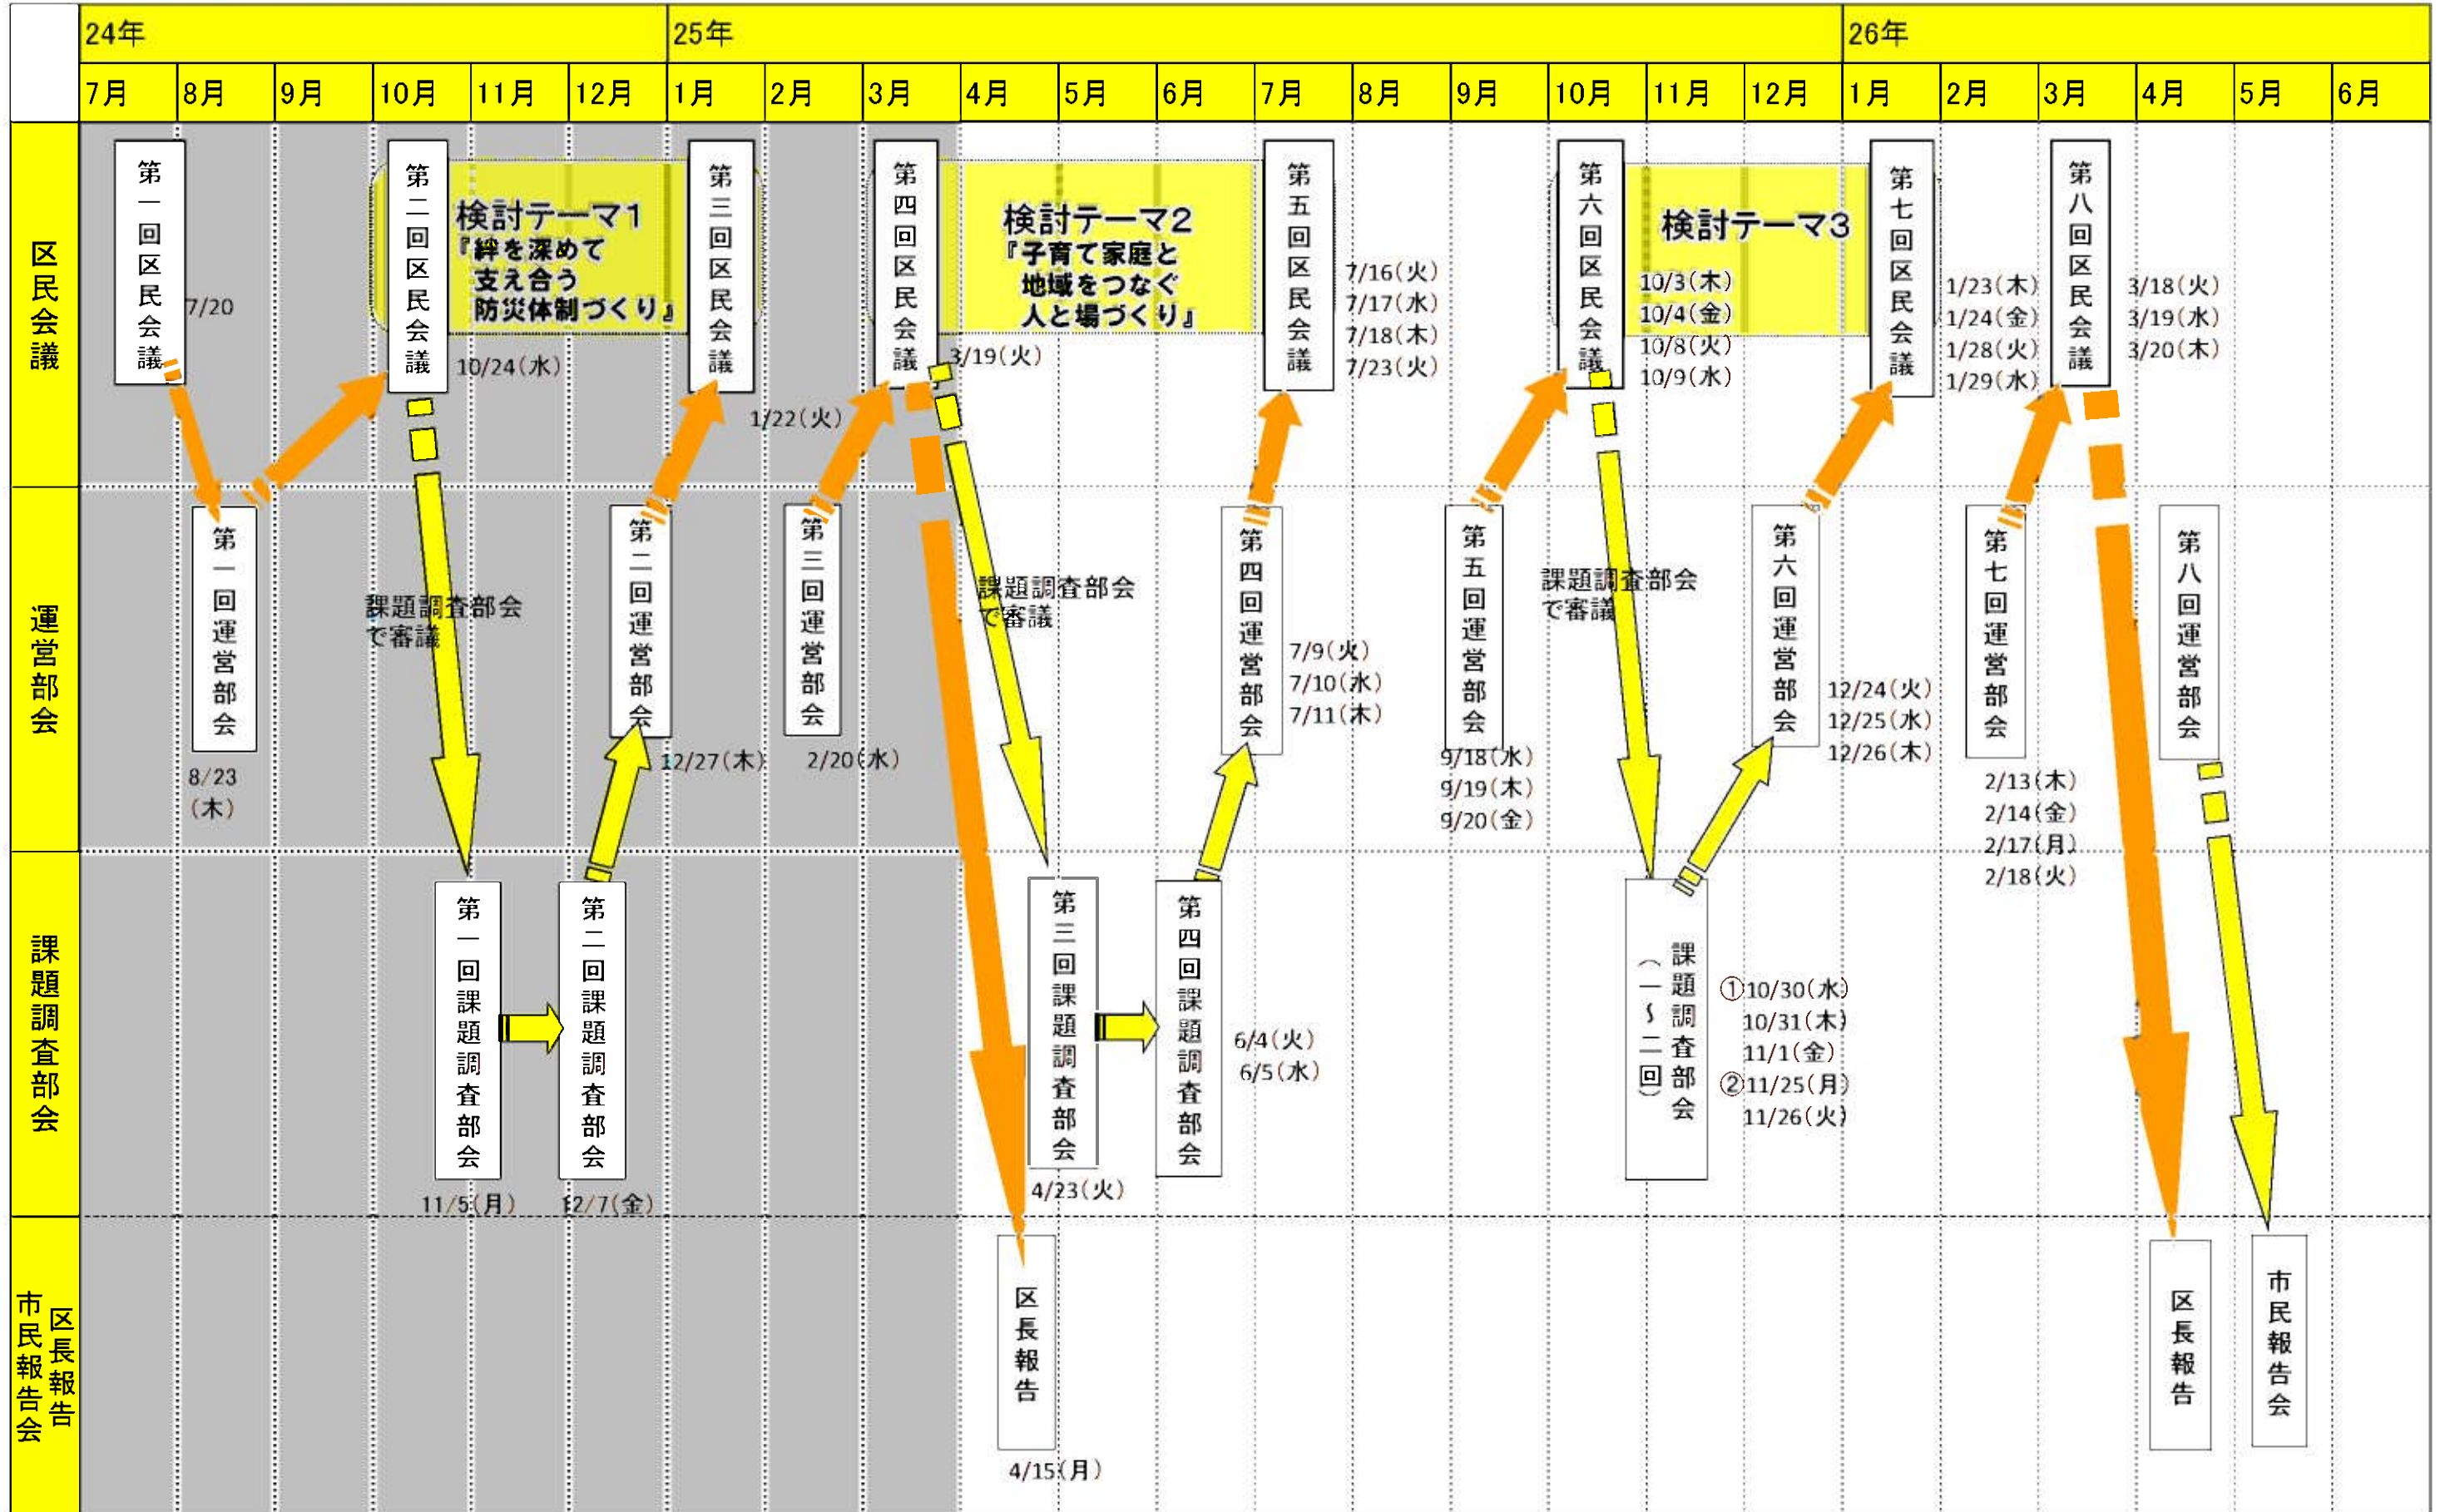 24年
25年
26年
7月
8月
9月
10月
11月
12月
1月
2月
3月
4月
5月
6月
7月
8月
9月
10月
11月
12月
1月
2月
3月
4月
5月
6月
区民会議
第一回区民会議
7/20
第二回区民会議
10/24(水)
検討テーマ1
『絆を深めて
支え合う
防災体制づくり』
第三回区民会議
1/22(火)
第四回区民会議
3/19(火)
検討テーマ2
『子育て家庭と
地域をつなぐ
人と場づくり』
第五回区民会議
7/16(火)
7/17(水)
7/18(木)
7/23(火)
第六回区民会議
検討テーマ3
10/3(木)
10/4(金)
10/8(火)
10/9(水)
第七回区民会議
1/23(木)
1/24(金)
1/28(火)
1/29(水)
第八回区民会議
3/18(火)
3/19(水)
3/20(木)
運営部会
第一回運営部会
8/23
(木)
課題調査部会
で審議
第二回運営部会
12/27(木)
第三回運営部会
2/20(水)
課題調査部会
で審議
第四回運営部会
7/9(火)
7/10(水)
7/11(木)
第五回運営部会
9/18(水)
9/19(木)
9/20(金)
課題調査部会
で審議
第六回運営部会
12/24(火)
12/25(水)
12/26(木)
第七回運営部会
2/13(木)
2/14(金)
2/17(月)
2/18(火)
第八回運営部会
課題調査部会
第一回課題調査部会
11/5(月)
第二回課題調査部会
12/7(金)
第三回課題調査部会
4/23(火)
第四回課題調査部会
6/4(火)
6/5(水)
課題調査部会
(一~二回)
①10/30(水)
10/31(木)
11/1(金)
②11/25(月)
11/26(火)
区長報告
市民報告会
区長報告
4/15(月)
区長報告
市民報告会